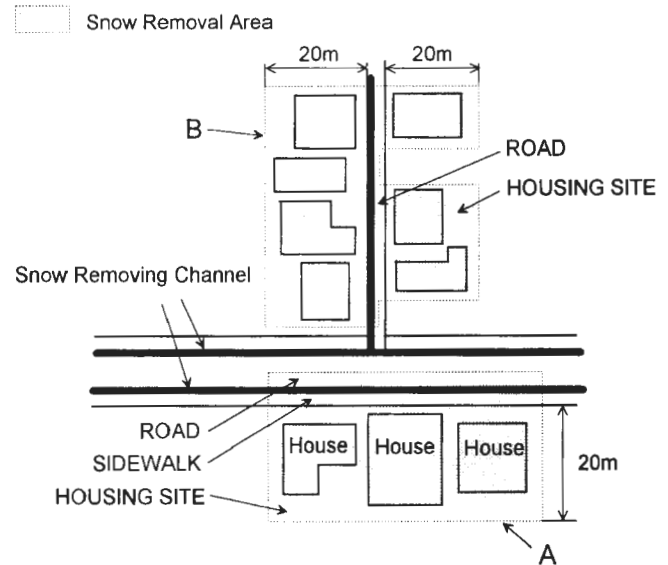 Snow Removal Area
20m
20m
B
ROAD
HOUSING SITE
Snow Removing Channel
ROAD
SIDEWALK
HOUSING SITE
House
House
House
20m
A